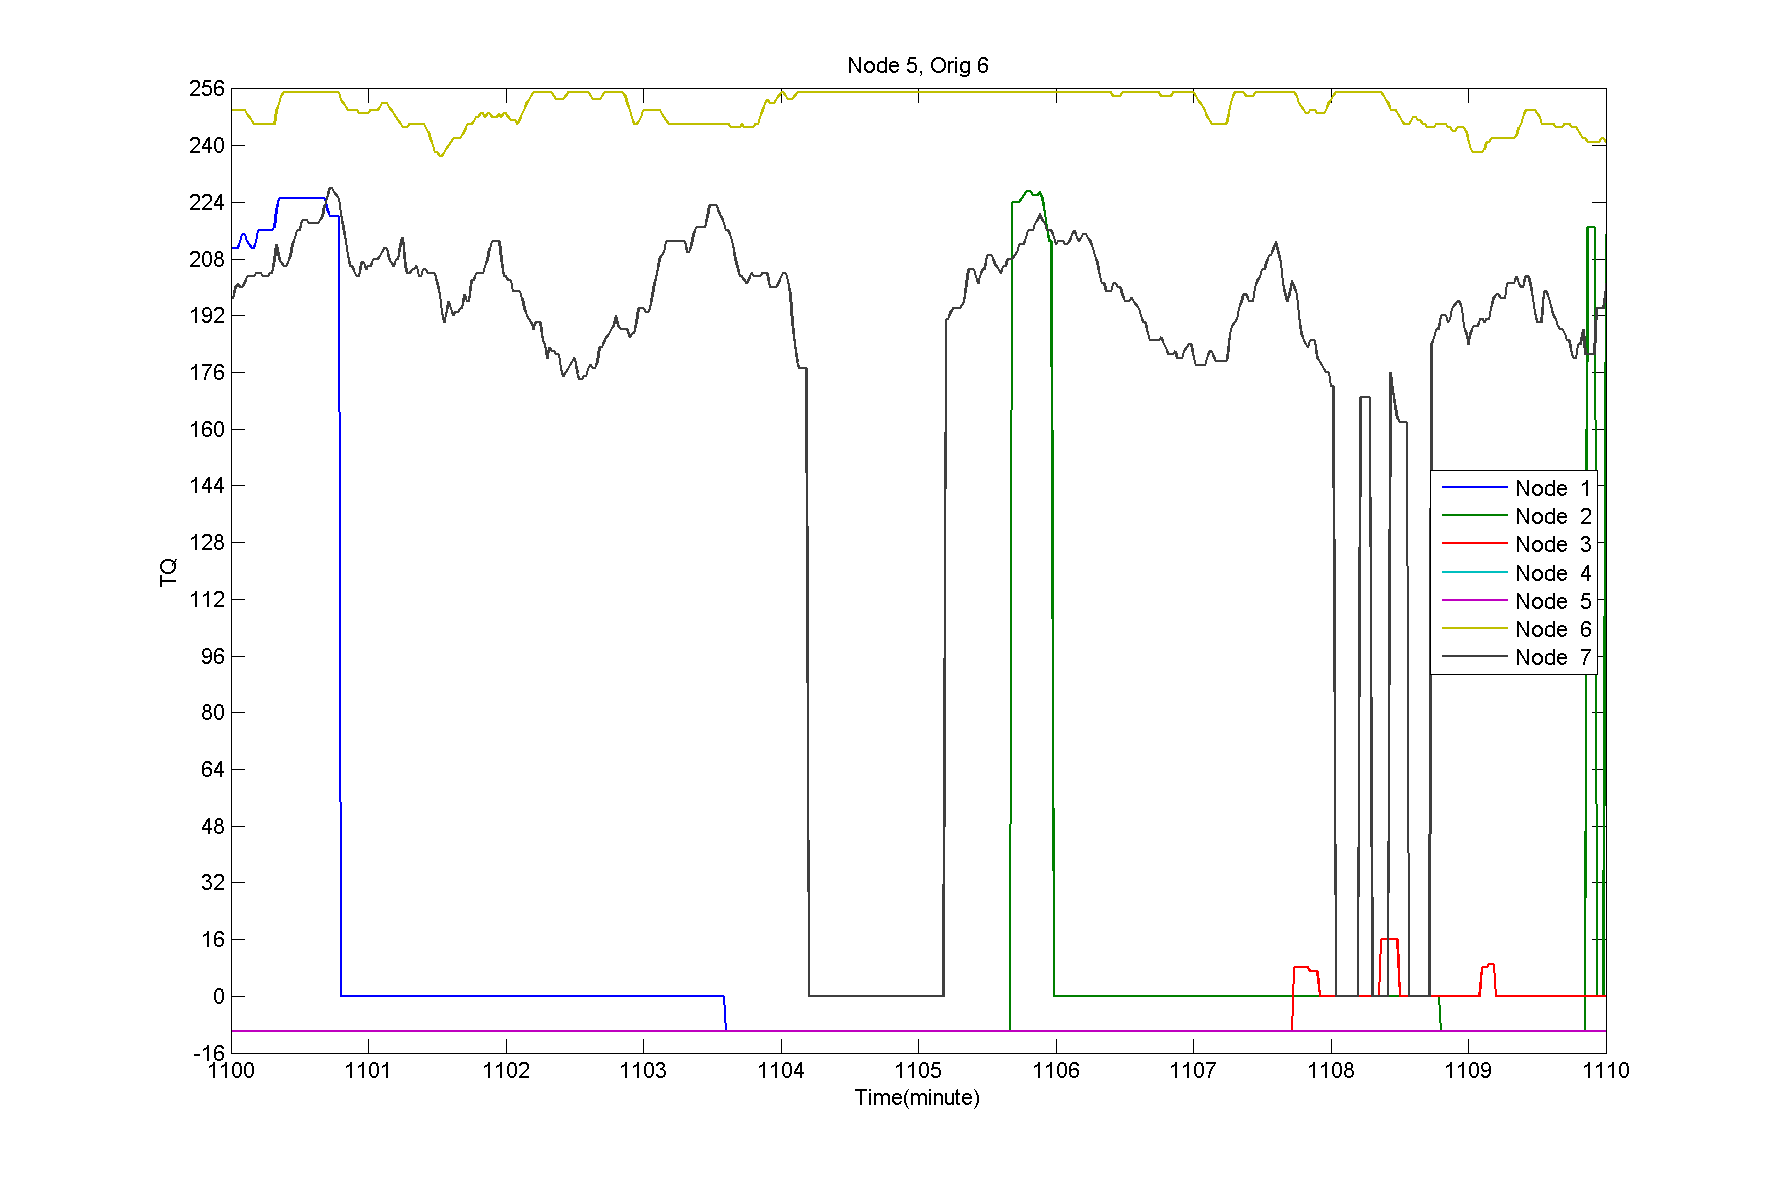 Node 5, Orig 6
256
240
224
208
192
176
160
144
128
112
96
80
64
48
32
16
0
-16
TQ
Node 1
Node 2
Node 3
Node 4
Node 5
Node 6
Node 7
1100 1101 1102 1103 1104 1105 1106 1107 1108 1109 1110
Time(minute)